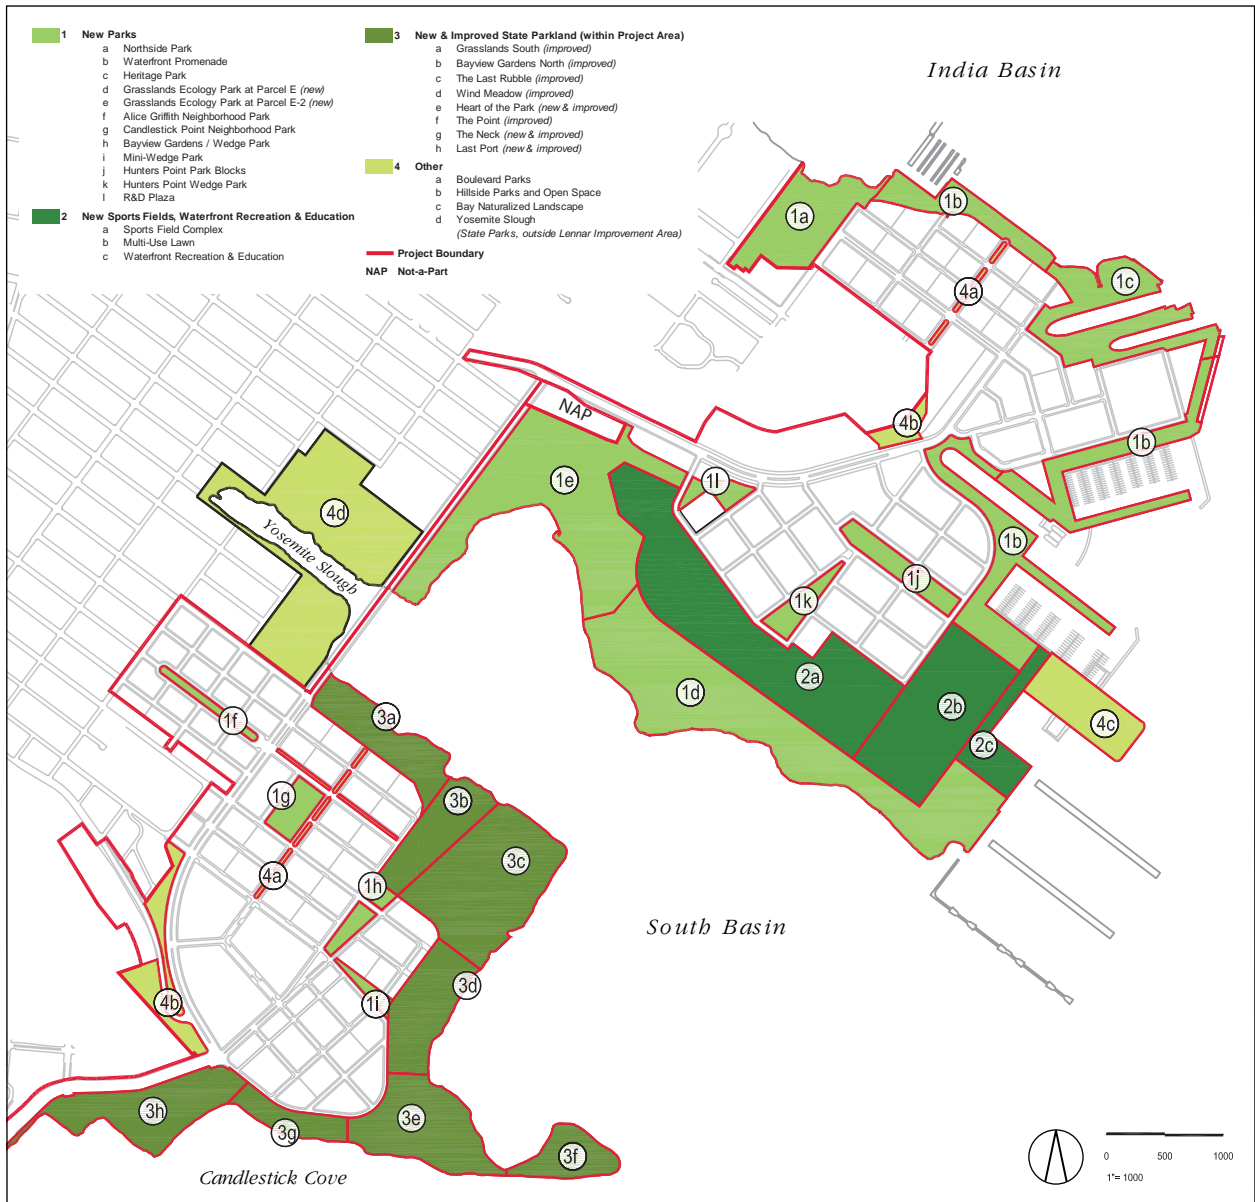 1 New Parks
a Northside Park
b Waterfront Promenade
c Heritage Park
d Grasslands Ecology Park at Parcel E (new)
e Grasslands Ecology Park at Parcel E-2 (new)
f Alice Griffith Neighborhood Park
g Candlestick Point Neighborhood Park
h Bayview Gardens / Wedge Park
i Mini-Wedge Park
j Hunters Point Park Blocks
k Hunters Point Wedge Park
l R&D Plaza
2 New Sports Fields, Waterfront Recreation & Education
a Sports Field Complex
b Multi-Use Lawn
c Waterfront Recreation & Education
3 New & Improved State Parkland (within Project Area)
a Grasslands South (improved)
b Bayview Gardens North (improved)
c The Last Rubble (improved)
d Wind Meadow (improved)
e Heart of the Park (new & improved)
f The Point (improved)
g The Neck (new & improved)
h Last Port (new & improved)
4 Other
a Boulevard Parks
b Hillside Parks and Open Space
c Bay Naturalized Landscape
d Yosemite Slough
(State Parks, outside Lennar Improvement Area)
Project Boundary
NAP Not-a-Part
India Basin
1a
1b
1c
4a
NAP
4b
1b
1e
1l
4d
Yosemite Slough
1b
1j
1k
2a
1d
2b
4c
2c
3a
1f
1g
3b
3c
4a
1h
South Basin
3d
4b
1i
3h
3e
3g
3f
Candlestick Cove
0 500 1000
1"= 1000